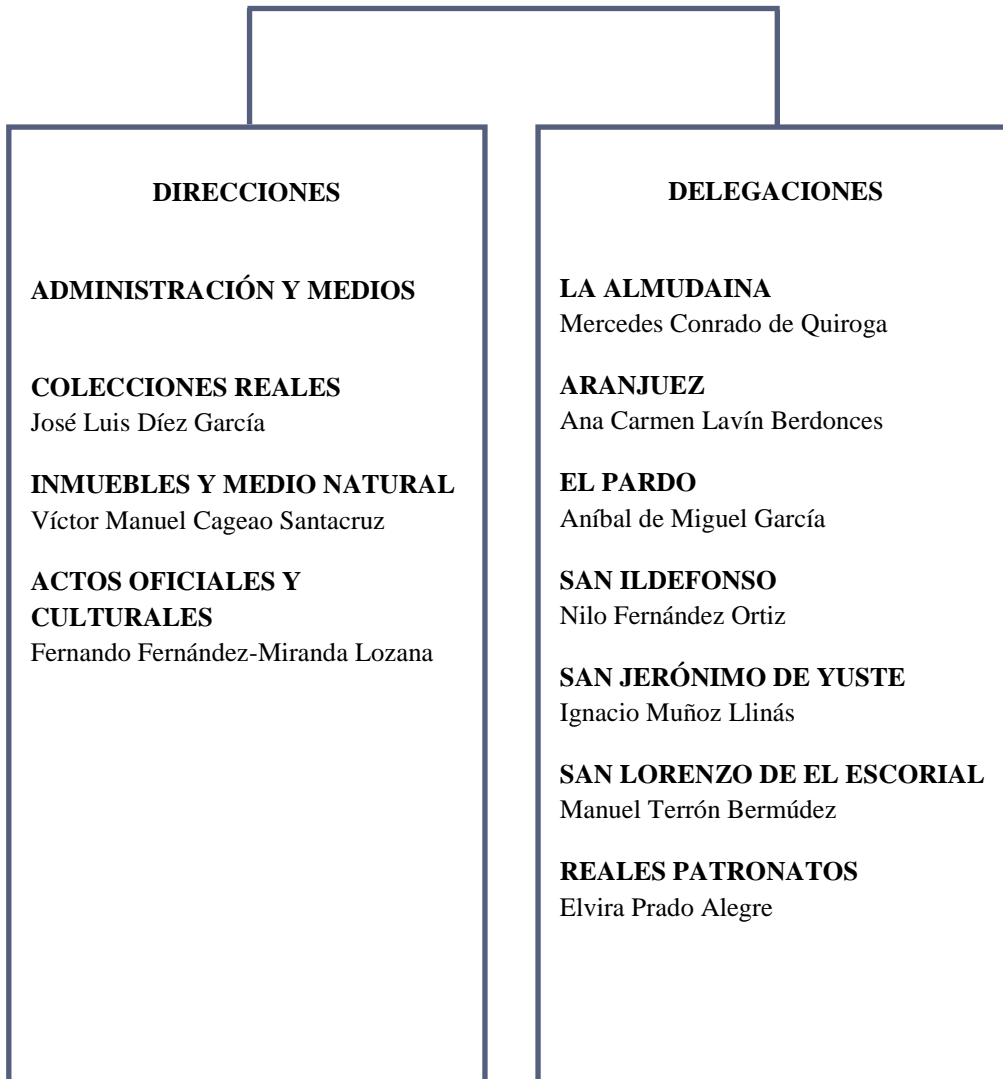 DIRECCIONES
ADMINISTRACIÓN Y MEDIOS
COLECCIONES REALES
José Luis Díez García
INMUEBLES Y MEDIO NATURAL
Víctor Manuel Cageao Santacruz
ACTOS OFICIALES Y
CULTURALES
Fernando Fernández-Miranda Lozana
DELEGACIONES
LA ALMUDAINA
Mercedes Conrado de Quiroga
ARANJUEZ
Ana Carmen Lavín Berdonces
EL PARDO
Aníbal de Miguel García
SAN ILDEFONSO
Nilo Fernández Ortiz
SAN JERÓNIMO DE YUSTE
Ignacio Muñoz Llinás
SAN LORENZO DE EL ESCORIAL
Manuel Terrón Bermúdez
REALES PATRONATOS
Elvira Prado Alegre